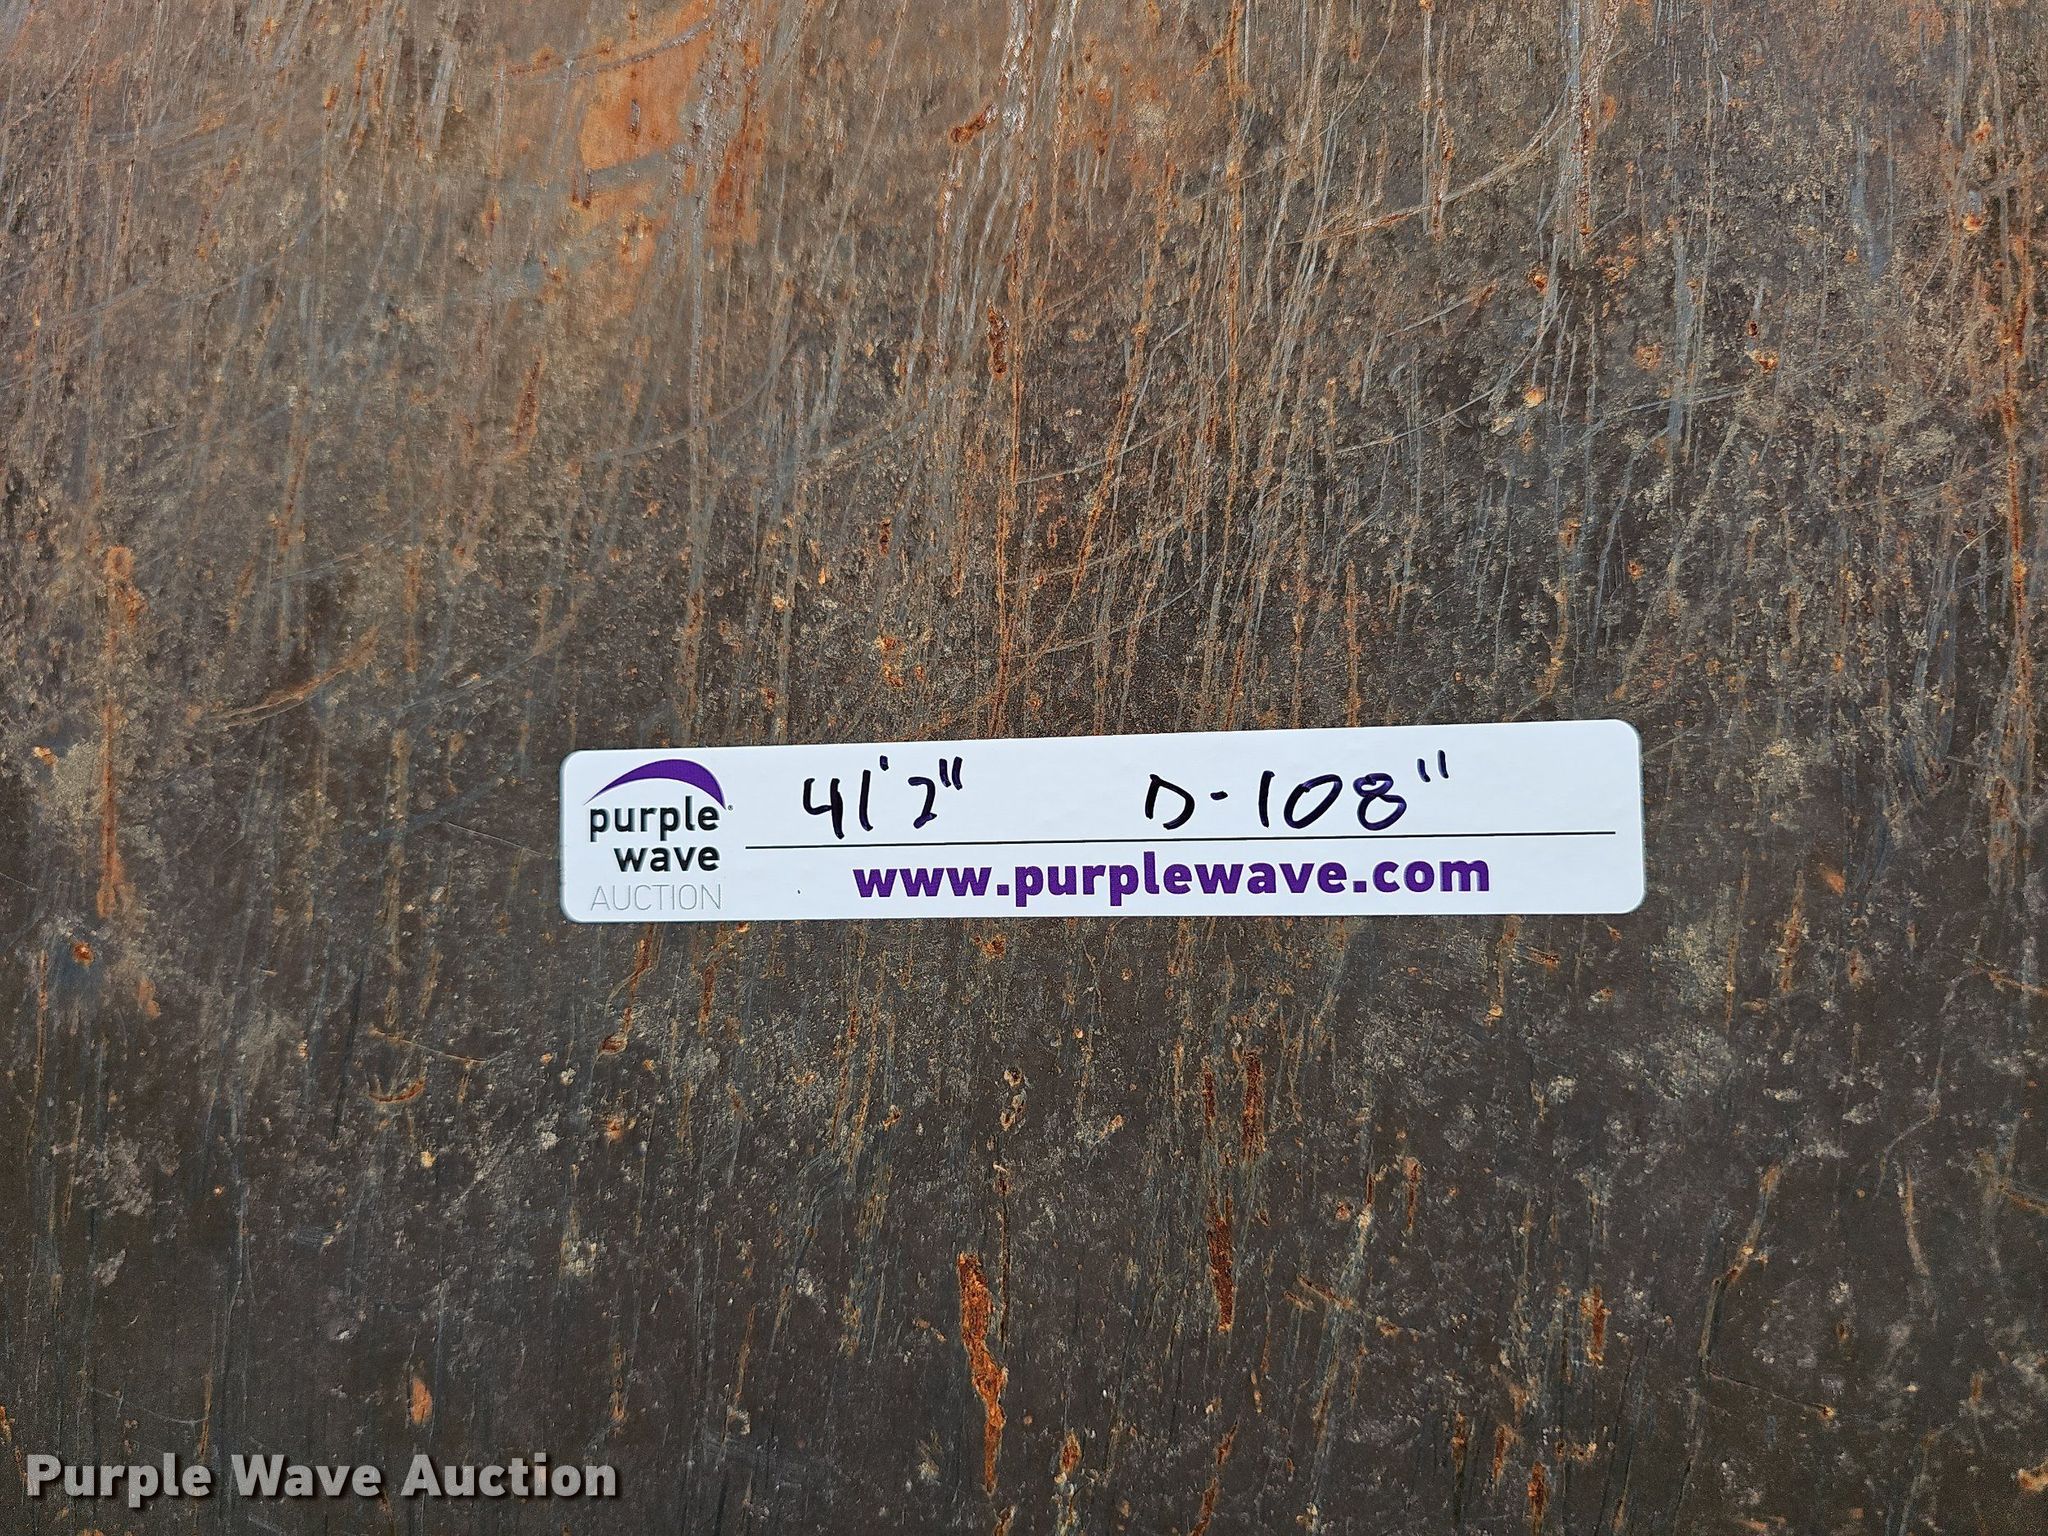 purple
wave
AUCTION
41'2" D-108"
www.purplewave.com
Purple Wave Auction